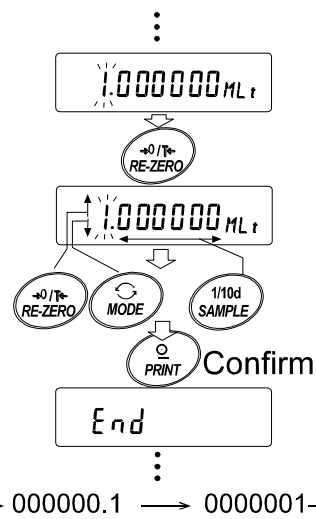 1.000000 MLt
→0/T←
RE-ZERO
1.000000 MLt
→0/T←
RE-ZERO
MODE
1/10d
SAMPLE
PRINT
Confirm
End
000000.1 → 0000001